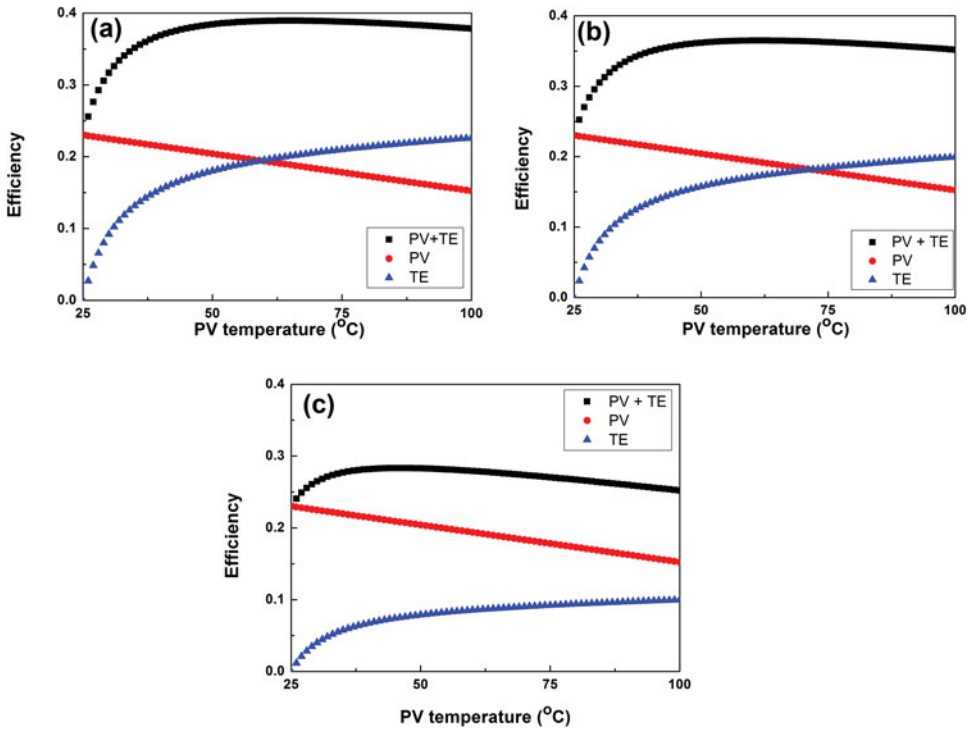 (a)
0.4
0.3
0.2
0.1
0.0
Efficiency
PV+TE
PV
TE
25
50
75
100
PV temperature (°C)
(b)
0.4
0.3
0.2
0.1
0.0
Efficiency
PV + TE
PV
TE
25
50
75
100
PV temperature (°C)
(c)
0.4
0.3
0.2
0.1
0.0
Efficiency
PV + TE
PV
TE
25
50
75
100
PV temperature (°C)